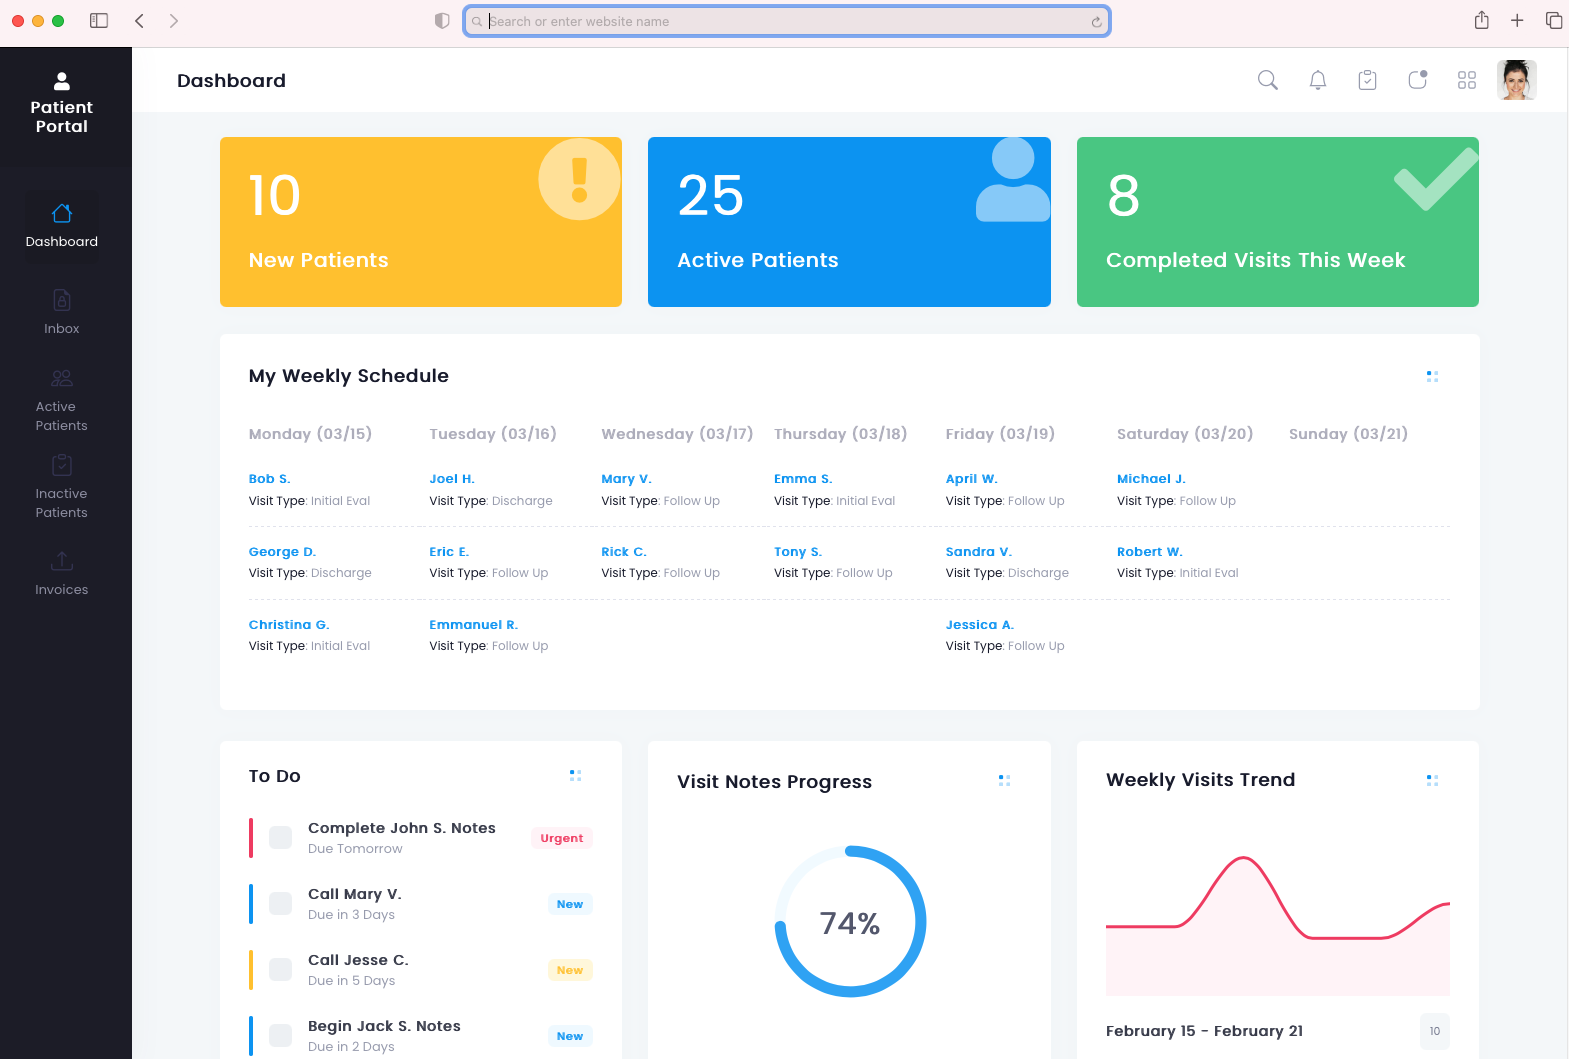 Search or enter website name
Patient
Portal
Dashboard
Dashboard
Inbox
Active
Patients
Inactive
Patients
Invoices
10
New Patients
25
Active Patients
8
Completed Visits This Week
My Weekly Schedule
Monday (03/15) Tuesday (03/16) Wednesday (03/17) Thursday (03/18) Friday (03/19) Saturday (03/20) Sunday (03/21)
Bob S. Joel H. Mary V. Emma S. April W. Michael J.
Visit Type: Initial Eval Visit Type: Discharge Visit Type: Follow Up Visit Type: Initial Eval Visit Type: Follow Up Visit Type: Follow Up
George D. Eric E. Rick C. Tony S. Sandra V. Robert W.
Visit Type: Discharge Visit Type: Follow Up Visit Type: Follow Up Visit Type: Follow Up Visit Type: Discharge Visit Type: Initial Eval
Christina G. Emmanuel R. Jessica A.
Visit Type: Initial Eval Visit Type: Follow Up Visit Type: Follow Up
To Do
Complete John S. Notes Urgent
Due Tomorrow
Call Mary V. New
Due in 3 Days
Call Jesse C. New
Due in 5 Days
Begin Jack S. Notes New
Due in 2 Days
Visit Notes Progress
74%
Weekly Visits Trend
February 15 - February 21 10